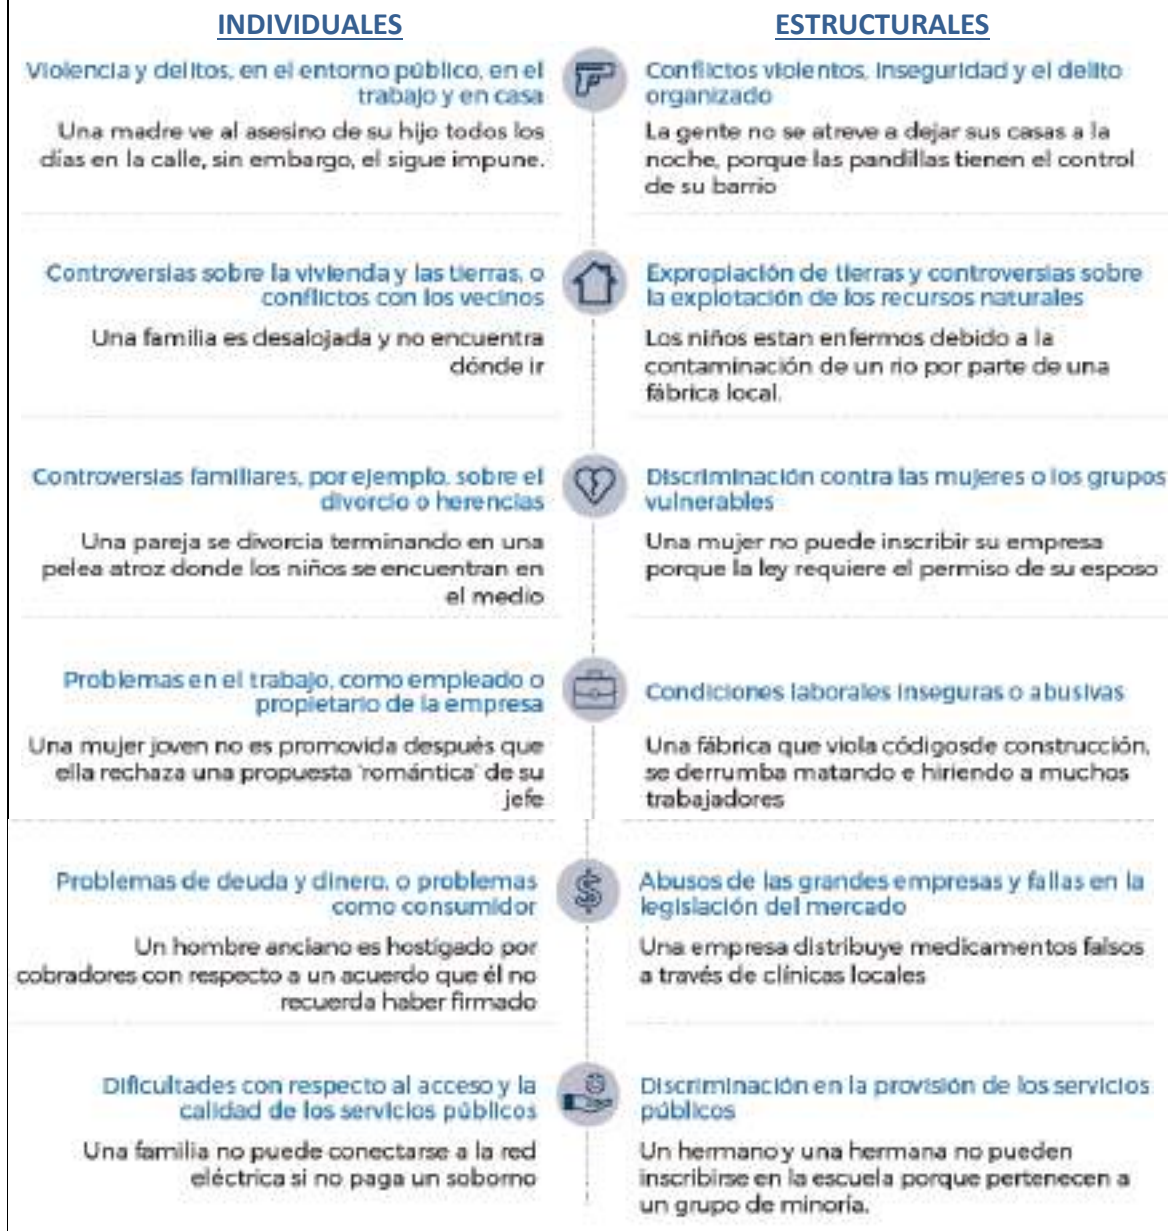 INDIVIDUALES
ESTRUCTURALES
Violencia y delitos, en el entorno público, en el
trabajo y en casa
Una madre ve al asesino de su hijo todos los
días en la calle, sin embargo, el sigue impune.
Conflictos violentos, inseguridad y el delito
organizado
La gente no se atreve a dejar sus casas a la
noche, porque las pandillas tienen el control
de su barrio
Controversias sobre la vivienda y las tierras, o
conflictos con los vecinos
Una familia es desalojada y no encuentra
dónde ir
Expropiación de tierras y controversias sobre
la explotación de los recursos naturales
Los niños estan enfermos debido a la
contaminación de un rio por parte de una
fábrica local.
Controversias familiares, por ejemplo, sobre el
divorcio o herencias
Una pareja se divorcia terminando en una
pelea atroz donde los niños se encuentran en
el medio
Discriminación contra las mujeres o los grupos
vulnerables
Una mujer no puede inscribir su empresa
porque la ley requiere el permiso de su esposo
Problemas en el trabajo, como empleado o
propietario de la empresa
Una mujer joven no es promovida después que
ella rechaza una propuesta 'romántica' de su
jefe
Condiciones laborales inseguras o abusivas
Una fábrica que viola códigosde construcción,
se derrumba matando e hiriendo a muchos
trabajadores
Problemas de deuda y dinero, o problemas
como consumidor
Un hombre anciano es hostigado por
cobradores con respecto a un acuerdo que él no
recuerda haber firmado
$
Abusos de las grandes empresas y fallas en la
legislación del mercado
Una empresa distribuye medicamentos falsos
a través de clínicas locales
Dificultades con respecto al acceso y la
calidad de los servicios públicos
Una familia no puede conectarse a la red
eléctrica si no paga un soborno
Discriminación en la provisión de los servicios
públicos
Un hermano y una hermana no pueden
inscribirse en la escuela porque pertenecen a
un grupo de minoría.